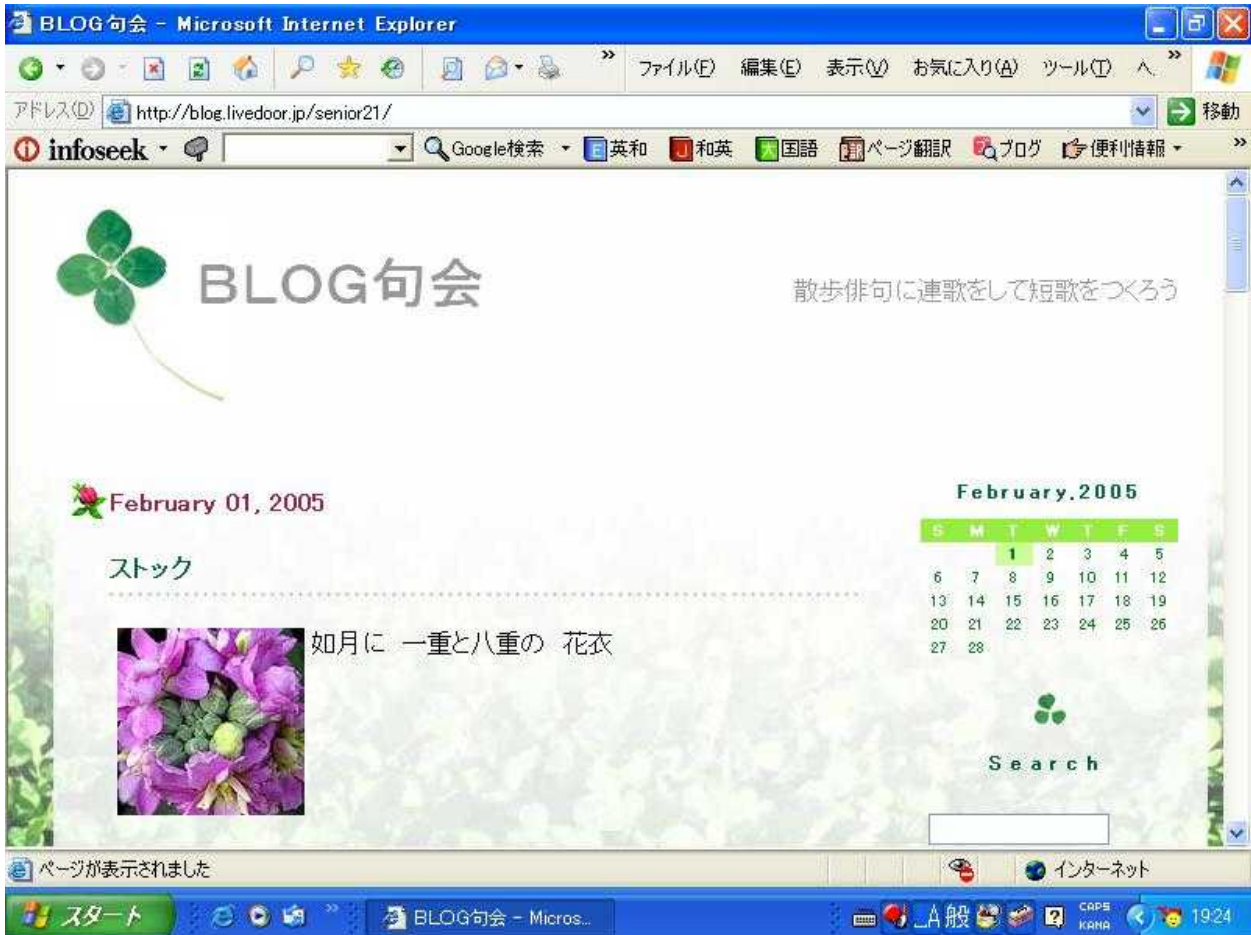 BLOG句会 - Microsoft Internet Explorer
» ファイル(F) 編集(E) 表示(V) お気に入り(A) ツール(T) ヘ »
アドレス(D) http://blog.livedoor.jp/senior21/ 移動
infoseek Google検索 英和 和英 国語 ページ翻訳 ブログ 便利情報 »
BLOG句会
散歩俳句に連歌をして短歌をつくろう
February 01, 2005
ストック
如月に 一重と八重の 花衣
February,2005
S M T W T F S
1 2 3 4 5
6 7 8 9 10 11 12
13 14 15 16 17 18 19
20 21 22 23 24 25 26
27 28
Search
ページが表示されました インターネット
スタート » BLOG句会 - Micros... _A 般 CAPS KANA 19:24